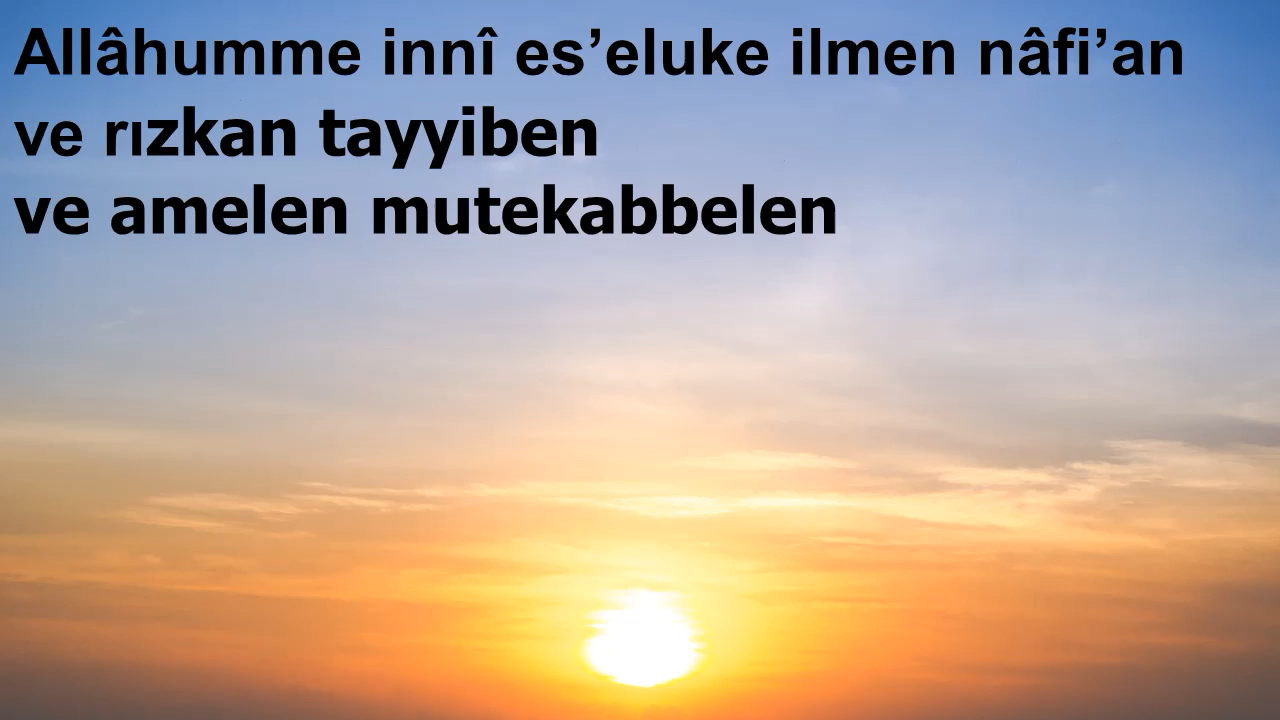 Allâhumme innî es’eluke ilmen nâfi’an
ve rızkan tayyiben
ve amelen mutekabbelen